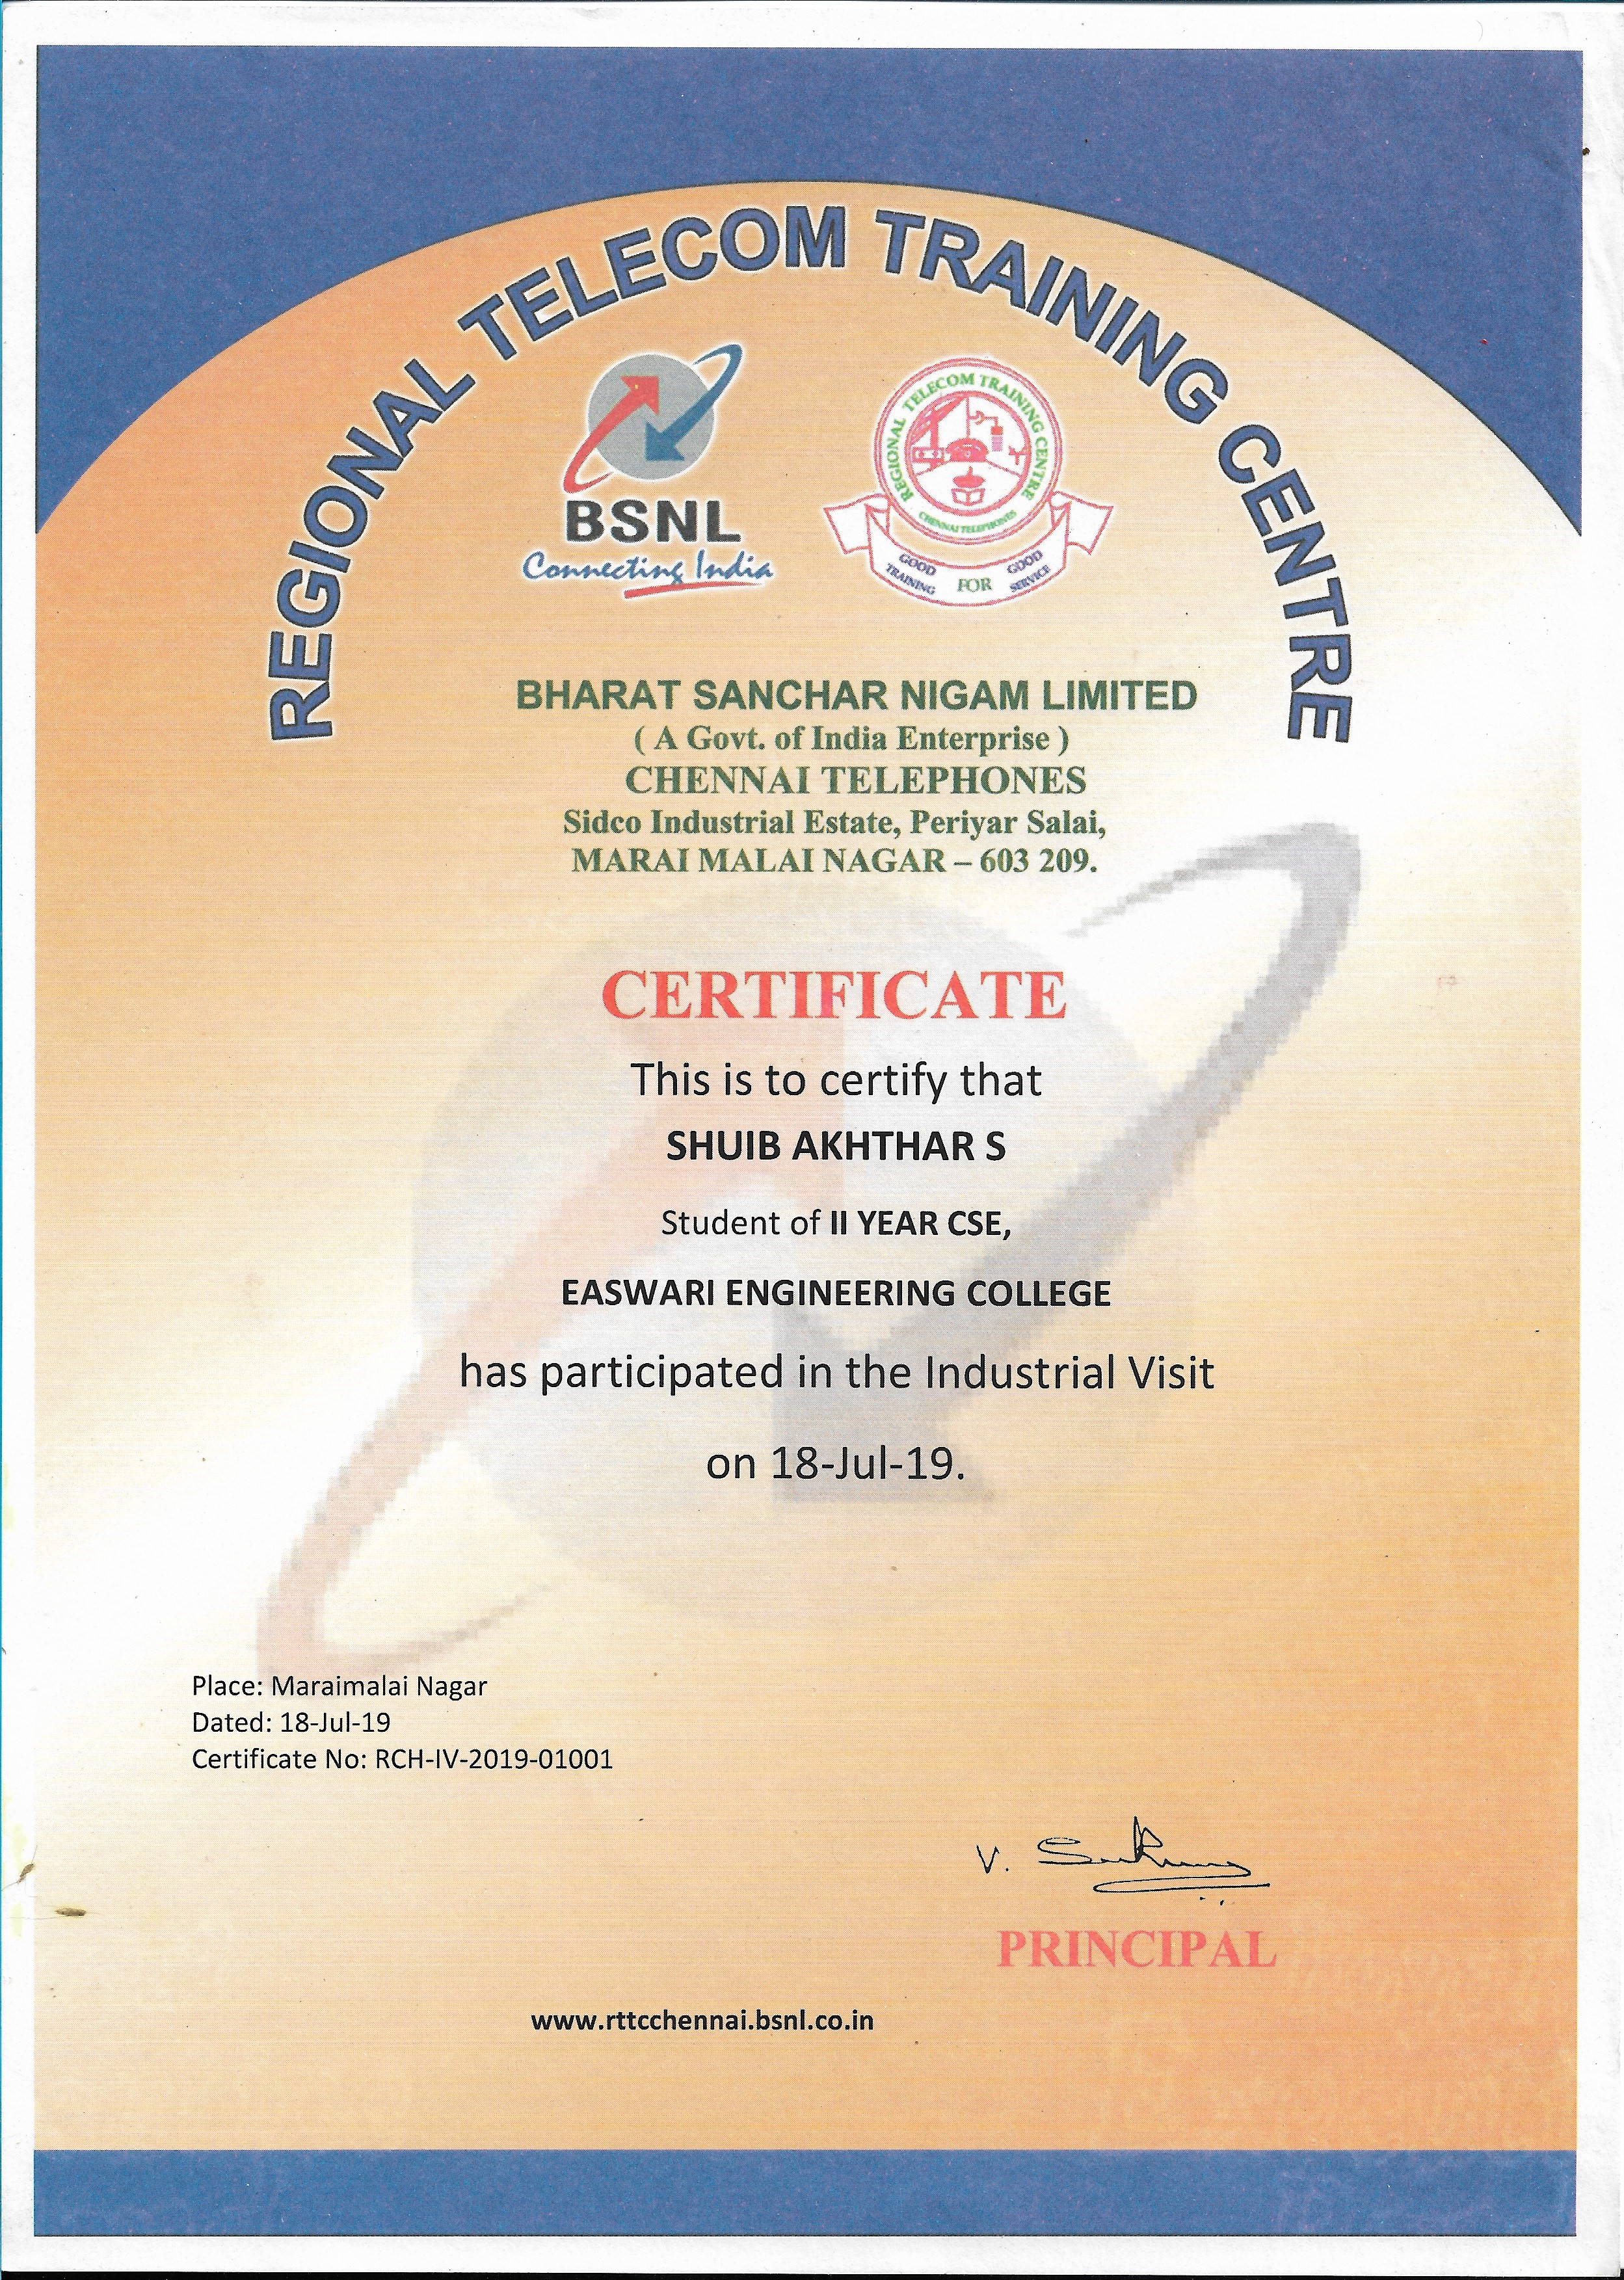 REGIONAL TELECOM TRAINING CENTRE
BSNL
Connecting India
REGIONAL TELECOM TRAINING CENTRE
CHENNAI TELEPHONES
GOOD TRAINING FOR GOOD SERVICE
BHARAT SANCHAR NIGAM LIMITED
( A Govt. of India Enterprise )
CHENNAI TELEPHONES
Sidco Industrial Estate, Periyar Salai,
MARAI MALAI NAGAR – 603 209.
CERTIFICATE
This is to certify that
SHUIB AKHTHAR S
Student of II YEAR CSE,
EASWARI ENGINEERING COLLEGE
has participated in the Industrial Visit
on 18-Jul-19.
Place: Maraimalai Nagar
Dated: 18-Jul-19
Certificate No: RCH-IV-2019-01001
V.
PRINCIPAL
www.rttcchennai.bsnl.co.in